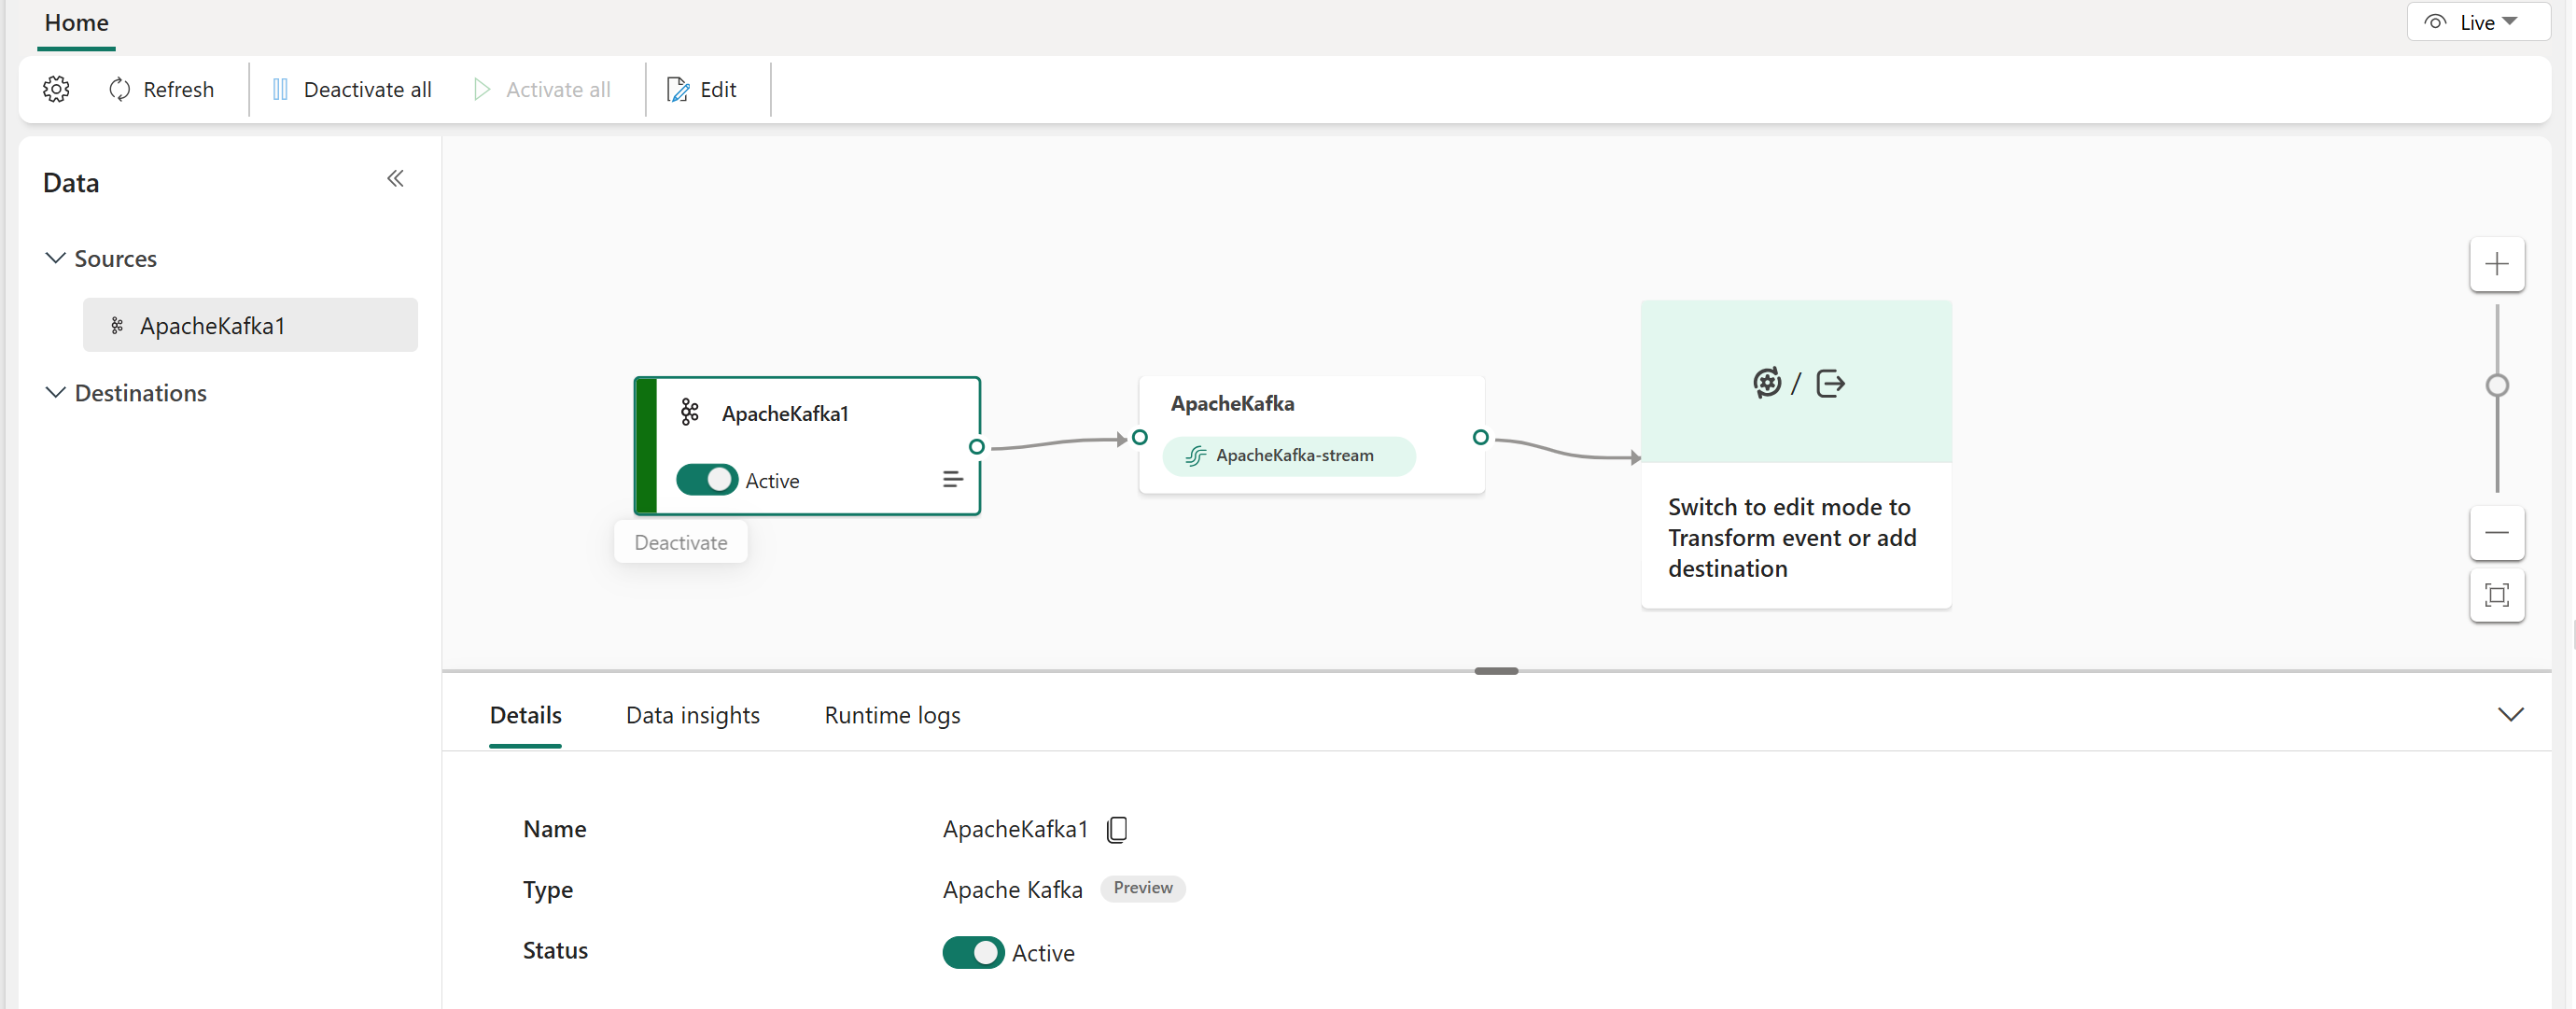 Home
Live
Refresh
Deactivate all
Activate all
Edit
Data
Sources
ApacheKafka1
Destinations
ApacheKafka1
Active
Deactivate
ApacheKafka
ApacheKafka-stream
/
Switch to edit mode to
Transform event or add
destination
Details
Data insights
Runtime logs
Name
ApacheKafka1
Type
Apache Kafka
Preview
Status
Active